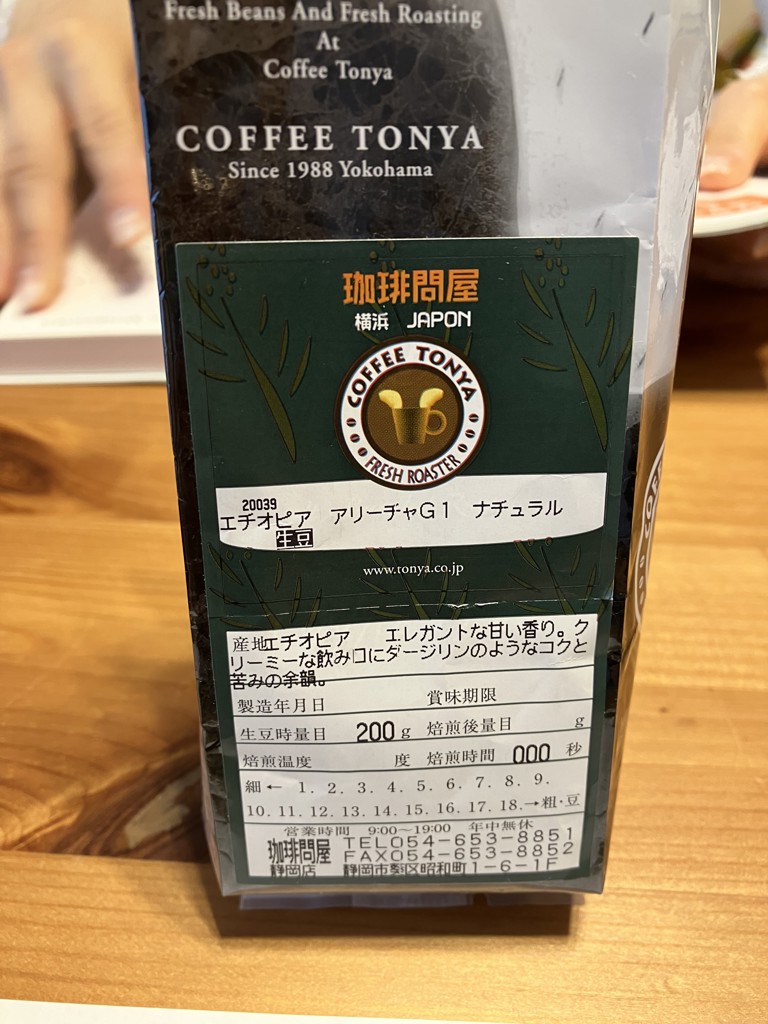 Fresh Beans And Fresh Roasting
At
Coffee Tonya
COFFEE TONYA
Since 1988 Yokohama
珈琲問屋
横浜 JAPON
COFFEE TONYA
FRESH ROASTER
20039
エチオピア アリーチャG1 ナチュラル
生豆
www.tonya.co.jp
産地エチオピア エレガントな甘い香り。ク
リーミーな飲み口にダージリンのようなコクと
苦みの余韻。
製造年月日 賞味期限
生豆時量目 200g 焙煎後量目 g
焙煎温度 度 焙煎時間 000 秒
細← 1. 2. 3. 4. 5. 6. 7. 8. 9.
10. 11. 12. 13. 14. 15. 16. 17. 18.→粗・豆
営業時間 9:00〜19:00 年中無休
珈琲問屋 TEL054-653-8851
FAX054-653-8852
静岡店 静岡市葵区昭和町1-6-1F